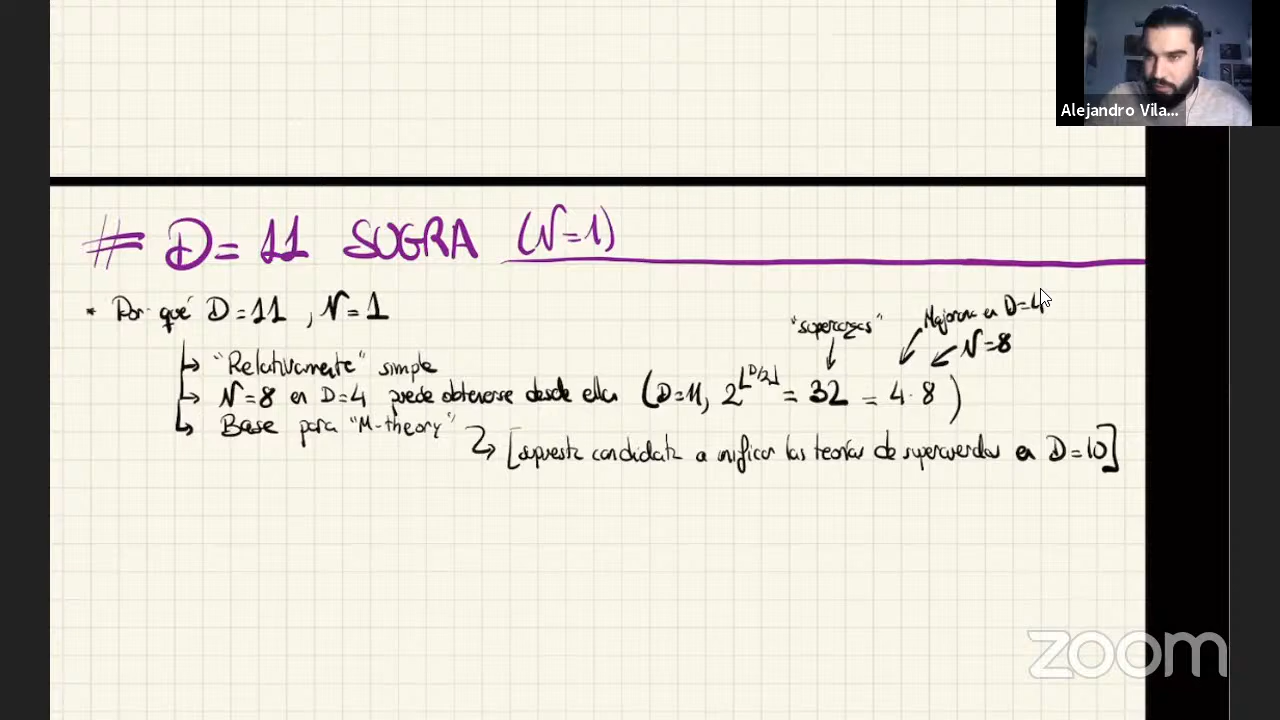 Alejandro Vila...
# D=11 SUGRA (N=1)
* Por qué D=11, N=1
"supercargas"
Majorana en D=4
N=8
↳ "Relativamente" simple
↳ N=8 en D=4 puede obtenerse desde ella (D=11, 2^⌊D/2⌋ = 32 = 4·8)
↳ Base para "M-theory"
↳ [supuesta candidata a unificar las teorías de supercuerdas en D=10]
zoom